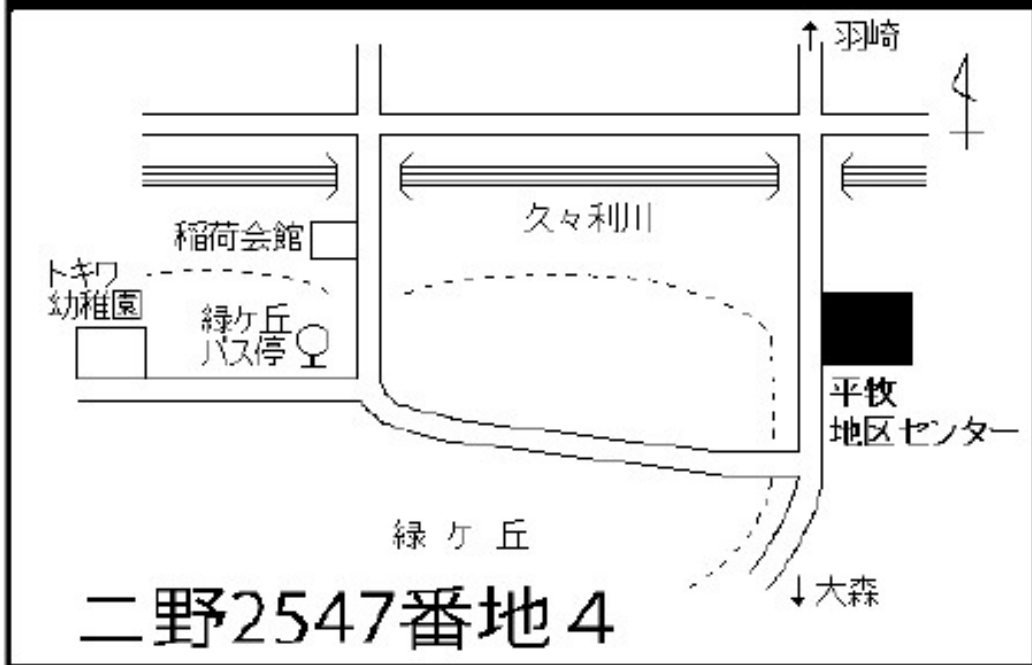 ↑羽崎
久々利川
稲荷会館
トキワ
幼稚園
緑ケ丘
バス停
平牧
地区センター
緑ケ丘
↓大森
二野2547番地4